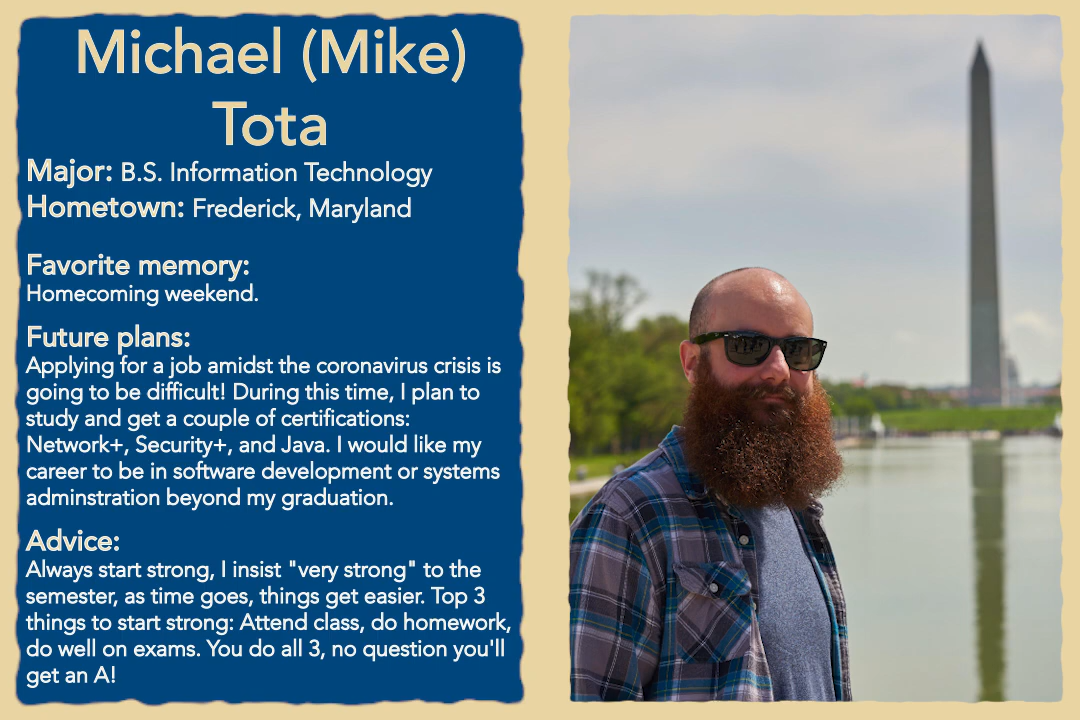 Michael (Mike)
Tota
Major: B.S. Information Technology
Hometown: Frederick, Maryland
Favorite memory:
Homecoming weekend.
Future plans:
Applying for a job amidst the coronavirus crisis is
going to be difficult! During this time, I plan to
study and get a couple of certifications:
Network+, Security+, and Java. I would like my
career to be in software development or systems
adminstration beyond my graduation.
Advice:
Always start strong, I insist "very strong" to the
semester, as time goes, things get easier. Top 3
things to start strong: Attend class, do homework,
do well on exams. You do all 3, no question you'll
get an A!